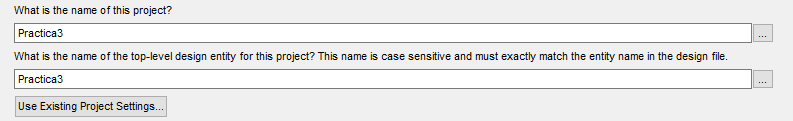 What is the name of this project?
Practica3
...
What is the name of the top-level design entity for this project? This name is case sensitive and must exactly match the entity name in the design file.
Practica3
...
Use Existing Project Settings...